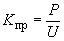 Kпр = P/U